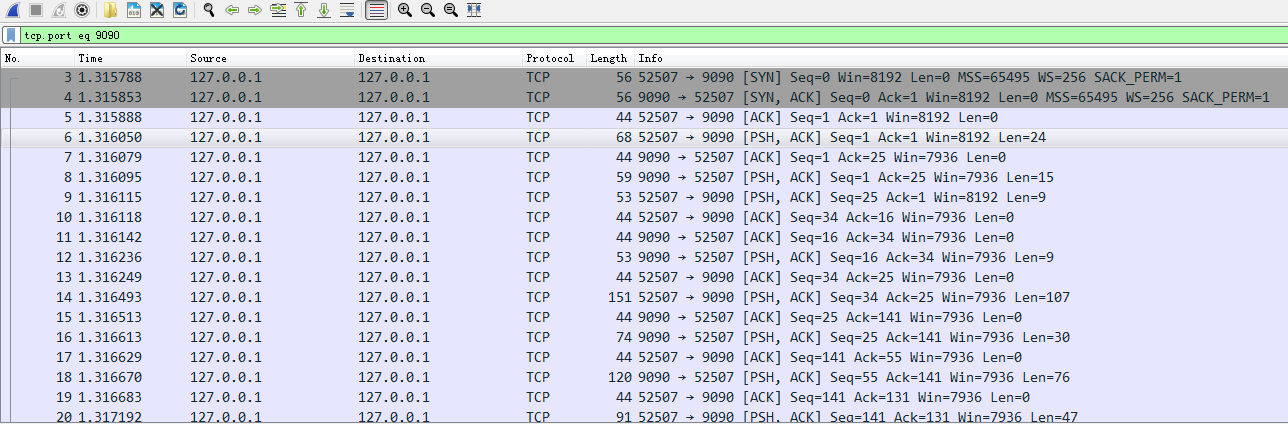 tcp.port eq 9090
No. Time Source Destination Protocol Length Info
3 1.315788 127.0.0.1 127.0.0.1 TCP 56 52507 → 9090 [SYN] Seq=0 Win=8192 Len=0 MSS=65495 WS=256 SACK_PERM=1
4 1.315853 127.0.0.1 127.0.0.1 TCP 56 9090 → 52507 [SYN, ACK] Seq=0 Ack=1 Win=8192 Len=0 MSS=65495 WS=256 SACK_PERM=1
5 1.315888 127.0.0.1 127.0.0.1 TCP 44 52507 → 9090 [ACK] Seq=1 Ack=1 Win=8192 Len=0
6 1.316050 127.0.0.1 127.0.0.1 TCP 68 52507 → 9090 [PSH, ACK] Seq=1 Ack=1 Win=8192 Len=24
7 1.316079 127.0.0.1 127.0.0.1 TCP 44 9090 → 52507 [ACK] Seq=1 Ack=25 Win=7936 Len=0
8 1.316095 127.0.0.1 127.0.0.1 TCP 59 9090 → 52507 [PSH, ACK] Seq=1 Ack=25 Win=7936 Len=15
9 1.316115 127.0.0.1 127.0.0.1 TCP 53 52507 → 9090 [PSH, ACK] Seq=25 Ack=1 Win=8192 Len=9
10 1.316118 127.0.0.1 127.0.0.1 TCP 44 52507 → 9090 [ACK] Seq=34 Ack=16 Win=7936 Len=0
11 1.316142 127.0.0.1 127.0.0.1 TCP 44 9090 → 52507 [ACK] Seq=16 Ack=34 Win=7936 Len=0
12 1.316236 127.0.0.1 127.0.0.1 TCP 53 9090 → 52507 [PSH, ACK] Seq=16 Ack=34 Win=7936 Len=9
13 1.316249 127.0.0.1 127.0.0.1 TCP 44 52507 → 9090 [ACK] Seq=34 Ack=25 Win=7936 Len=0
14 1.316493 127.0.0.1 127.0.0.1 TCP 151 52507 → 9090 [PSH, ACK] Seq=34 Ack=25 Win=7936 Len=107
15 1.316513 127.0.0.1 127.0.0.1 TCP 44 9090 → 52507 [ACK] Seq=25 Ack=141 Win=7936 Len=0
16 1.316613 127.0.0.1 127.0.0.1 TCP 74 9090 → 52507 [PSH, ACK] Seq=25 Ack=141 Win=7936 Len=30
17 1.316629 127.0.0.1 127.0.0.1 TCP 44 52507 → 9090 [ACK] Seq=141 Ack=55 Win=7936 Len=0
18 1.316670 127.0.0.1 127.0.0.1 TCP 120 9090 → 52507 [PSH, ACK] Seq=55 Ack=141 Win=7936 Len=76
19 1.316683 127.0.0.1 127.0.0.1 TCP 44 52507 → 9090 [ACK] Seq=141 Ack=131 Win=7936 Len=0
20 1.317192 127.0.0.1 127.0.0.1 TCP 91 52507 → 9090 [PSH, ACK] Seq=141 Ack=131 Win=7936 Len=47